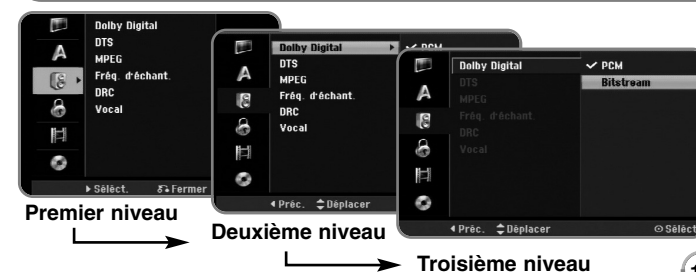 Dolby Digital
DTS
MPEG
Fréq. d'échant.
DRC
Vocal
Séléct. Fermer
Premier niveau
Dolby Digital PCM
DTS
MPEG
Fréq. d'échant.
DRC
Vocal
Préc. Déplacer
Deuxième niveau
Dolby Digital PCM
DTS Bitstream
MPEG
Fréq. d'échant.
DRC
Vocal
Préc. Déplacer Séléct
Troisième niveau